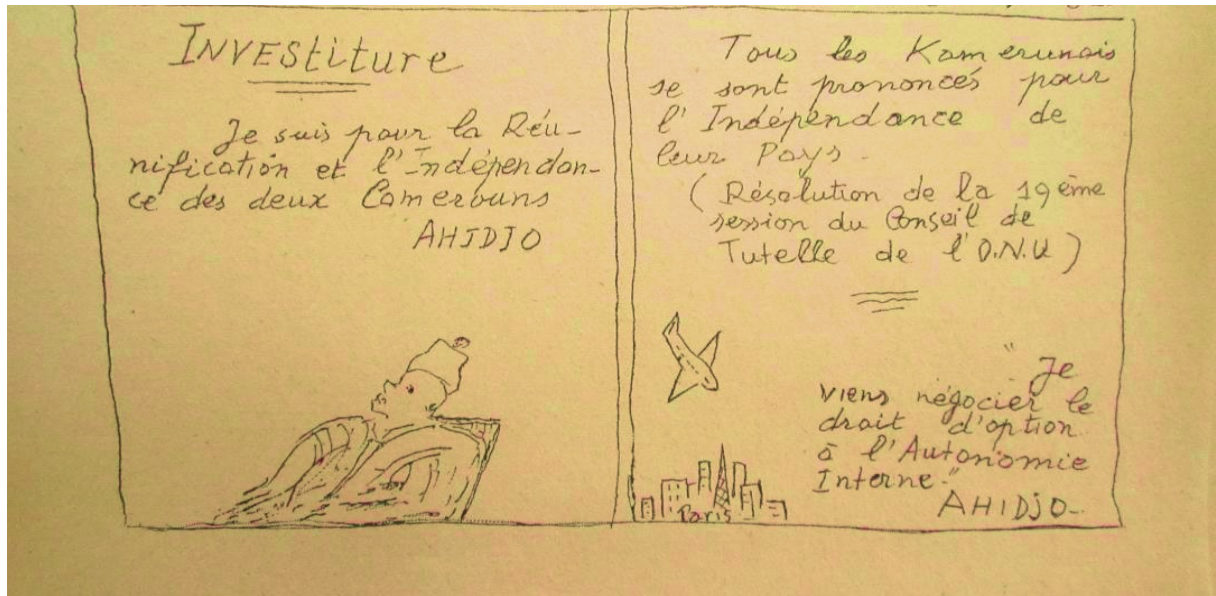 INVEStiture
Je suis pour la Réu-
nification et l'Indépendan-
ce des deux Camerouns
AHIDJO
Tous les Kamerunais
se sont prononcés pour
l'Indépendance de
leur Pays.
(Résolution de la 19ème
session du Conseil de
Tutelle de l'O.N.U)
"Je
viens négocier le
droit d'option
à l'Autonomie
Interne."
AHIDJO-
Paris